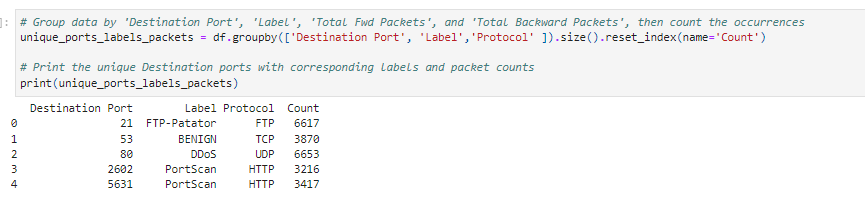 ]:
# Group data by 'Destination Port', 'Label', 'Total Fwd Packets', and 'Total Backward Packets', then count the occurrences
unique_ports_labels_packets = df.groupby(['Destination Port', 'Label','Protocol' ]).size().reset_index(name='Count')
# Print the unique Destination ports with corresponding Labels and packet counts
print(unique_ports_labels_packets)
Destination Port Label Protocol Count
0 21 FTP-Patator FTP 6617
1 53 BENIGN TCP 3870
2 80 DDoS UDP 6653
3 2602 PortScan HTTP 3216
4 5631 PortScan HTTP 3417